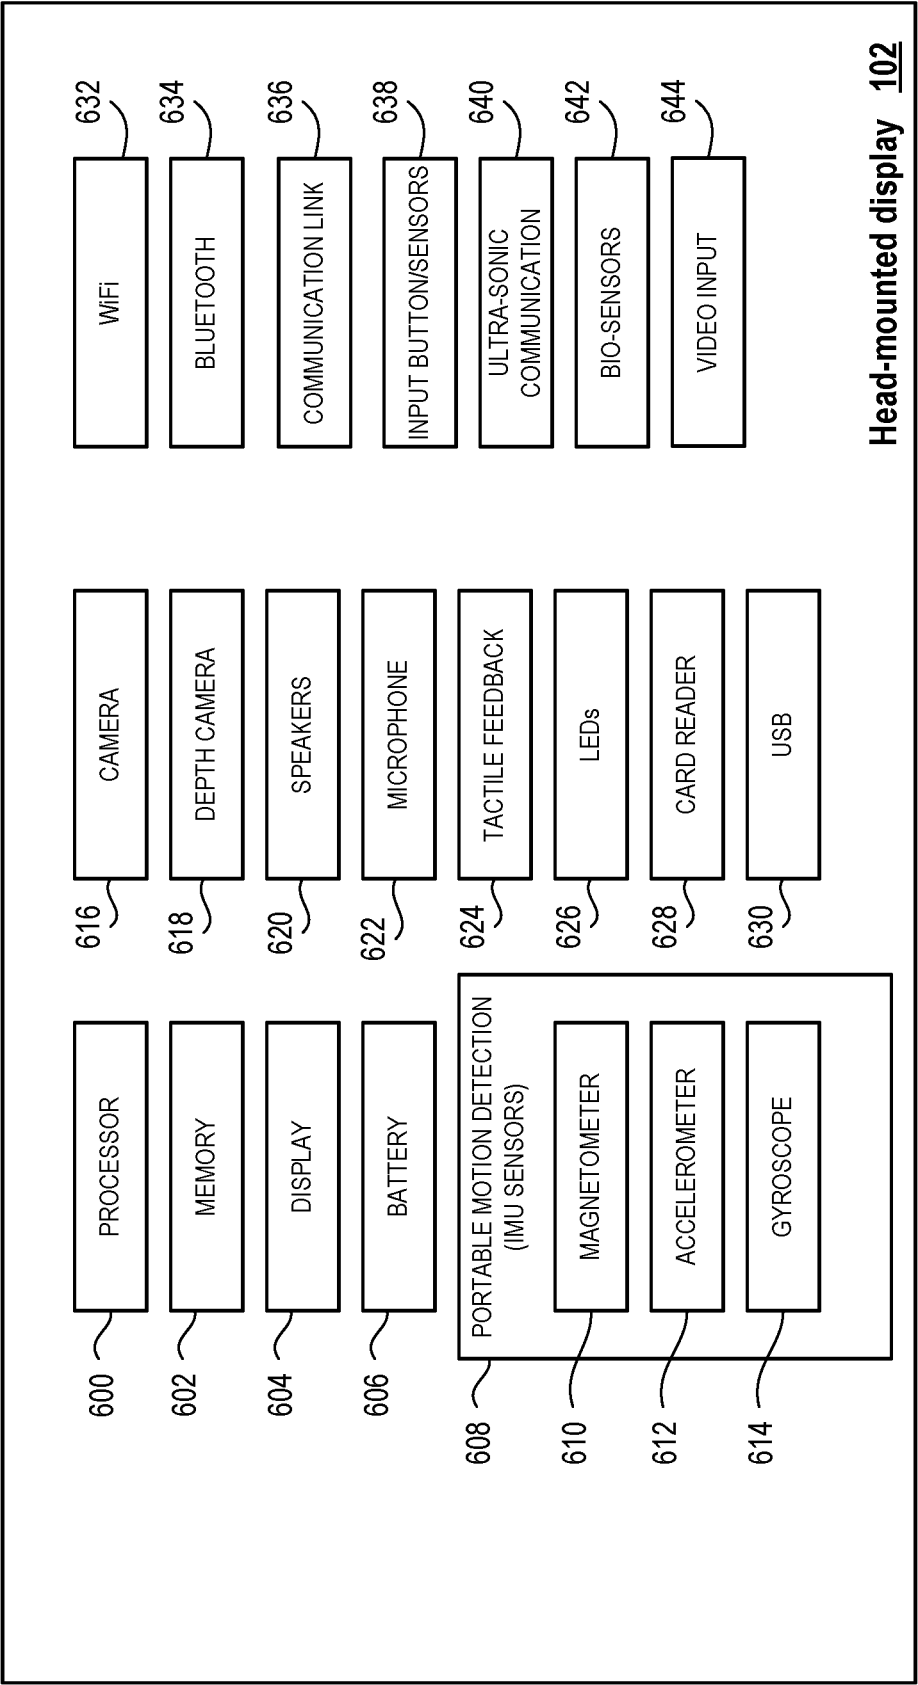 600
PROCESSOR
602
MEMORY
604
DISPLAY
606
BATTERY
608
PORTABLE MOTION DETECTION
(IMU SENSORS)
610
MAGNETOMETER
612
ACCELEROMETER
614
GYROSCOPE
616
CAMERA
618
DEPTH CAMERA
620
SPEAKERS
622
MICROPHONE
624
TACTILE FEEDBACK
626
LEDs
628
CARD READER
630
USB
WiFi
632
BLUETOOTH
634
COMMUNICATION LINK
636
INPUT BUTTON/SENSORS
638
ULTRA-SONIC
COMMUNICATION
640
BIO-SENSORS
642
VIDEO INPUT
644
Head-mounted display 102